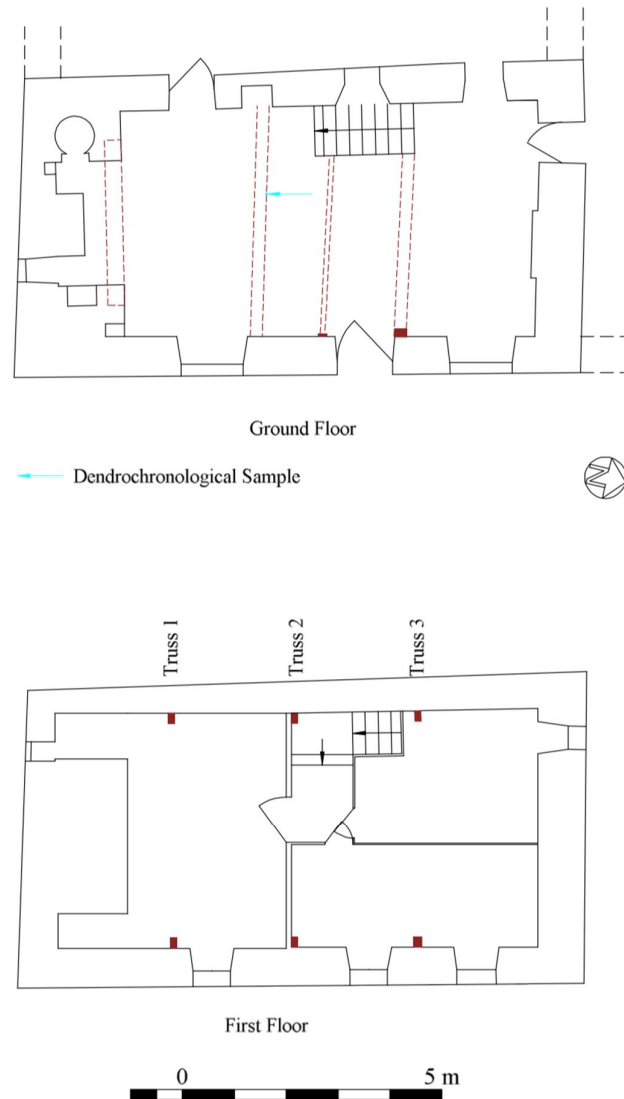 Ground Floor
Dendrochronological Sample
N
Truss 1
Truss 2
Truss 3
First Floor
0 5 m